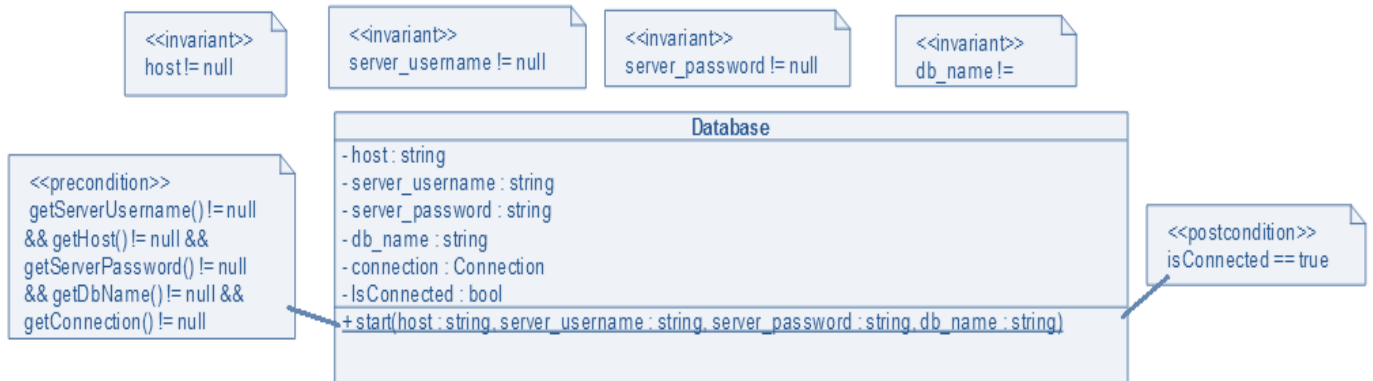 <<invariant>>
host != null
<<invariant>>
server_username != null
<<invariant>>
server_password != null
<<invariant>>
db_name !=
Database
- host : string
- server_username : string
- server_password : string
- db_name : string
- connection : Connection
- IsConnected : bool
+ start(host : string, server_username : string, server_password : string, db_name : string)
<<precondition>>
getServerUsername() != null
&& getHost() != null &&
getServerPassword() != null
&& getDbName() != null &&
getConnection() != null
<<postcondition>>
isConnected == true